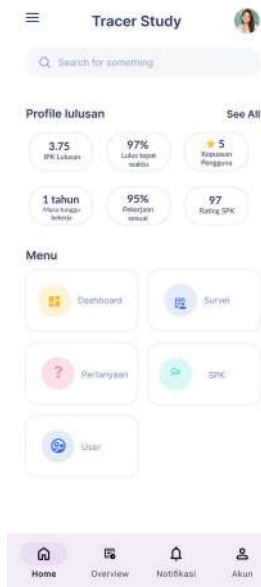 Tracer Study
Search for something
Profile lulusan
See All
3.75
IPK Lulusan
97%
Lulus tepat
waktu
5
Kepuasan
Pengguna
1 tahun
Masa tunggu
bekerja
95%
Pekerjaan
sesuai
97
Rating SPK
Menu
Dashboard
Survei
?
Pertanyaan
SPK
User
Home
Overview
Notifikasi
Akun